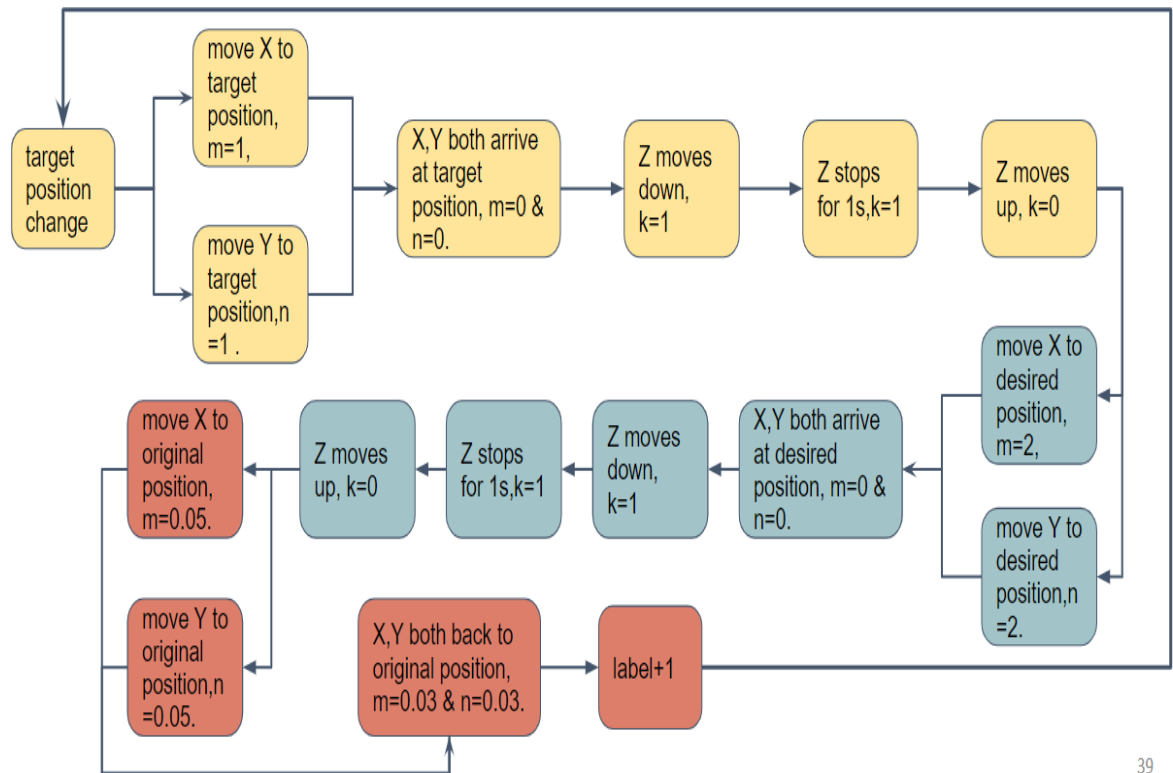 target
position
change
move X to
target
position,
m=1,
move Y to
target
position,n
=1 .
X,Y both arrive
at target
position, m=0 &
n=0.
Z moves
down,
k=1
Z stops
for 1s,k=1
Z moves
up, k=0
move X to
desired
position,
m=2,
move Y to
desired
position,n
=2.
X,Y both arrive
at desired
position, m=0 &
n=0.
Z moves
down,
k=1
Z stops
for 1s,k=1
Z moves
up, k=0
move X to
original
position,
m=0.05.
move Y to
original
position,n
=0.05.
X,Y both back to
original position,
m=0.03 & n=0.03.
label+1
39